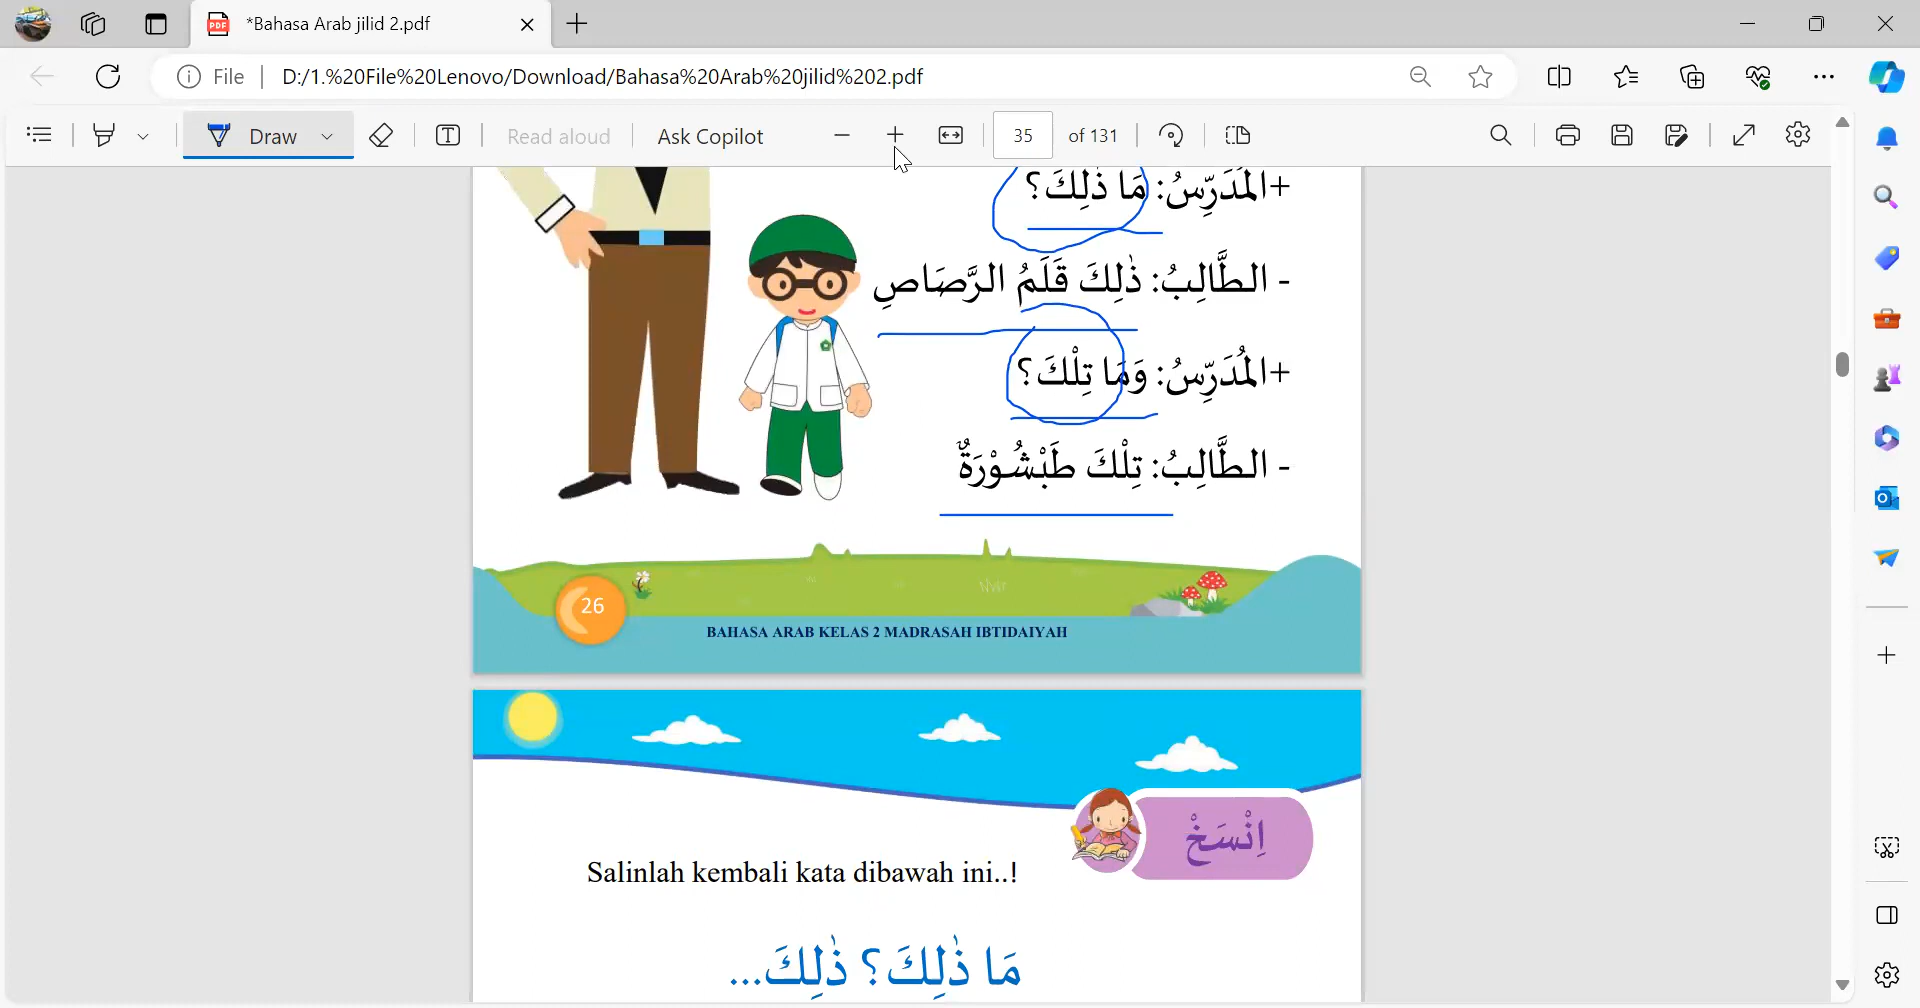 *Bahasa Arab jilid 2.pdf
File
D:/1.%20File%20Lenovo/Download/Bahasa%20Arab%20jilid%202.pdf
Draw
Read aloud
Ask Copilot
35 of 131
+المُدَرِّسُ: مَا ذٰلِكَ؟
- الطَّالِبُ: ذٰلِكَ قَلَمُ الرَّصَاصِ
+المُدَرِّسُ: وَمَا تِلْكَ؟
- الطَّالِبُ: تِلْكَ طَبْشُوْرَةٌ
26
BAHASA ARAB KELAS 2 MADRASAH IBTIDAIYAH
اِنْسَخْ
Salinlah kembali kata dibawah ini..!
مَا ذٰلِكَ؟ ذٰلِكَ...